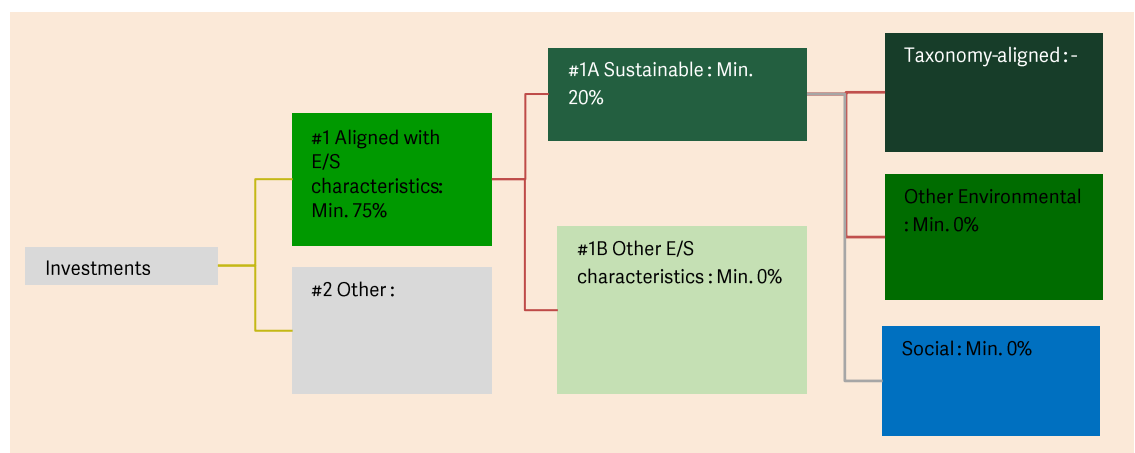 Investments
#1 Aligned with
E/S
characteristics:
Min. 75%
#2 Other :
#1A Sustainable : Min.
20%
#1B Other E/S
characteristics : Min. 0%
Taxonomy-aligned : -
Other Environmental
: Min. 0%
Social : Min. 0%